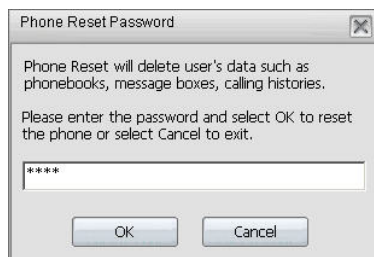 Phone Reset Password
Phone Reset will delete user's data such as
phonebooks, message boxes, calling histories.
Please enter the password and select OK to reset
the phone or select Cancel to exit.
****
OK
Cancel